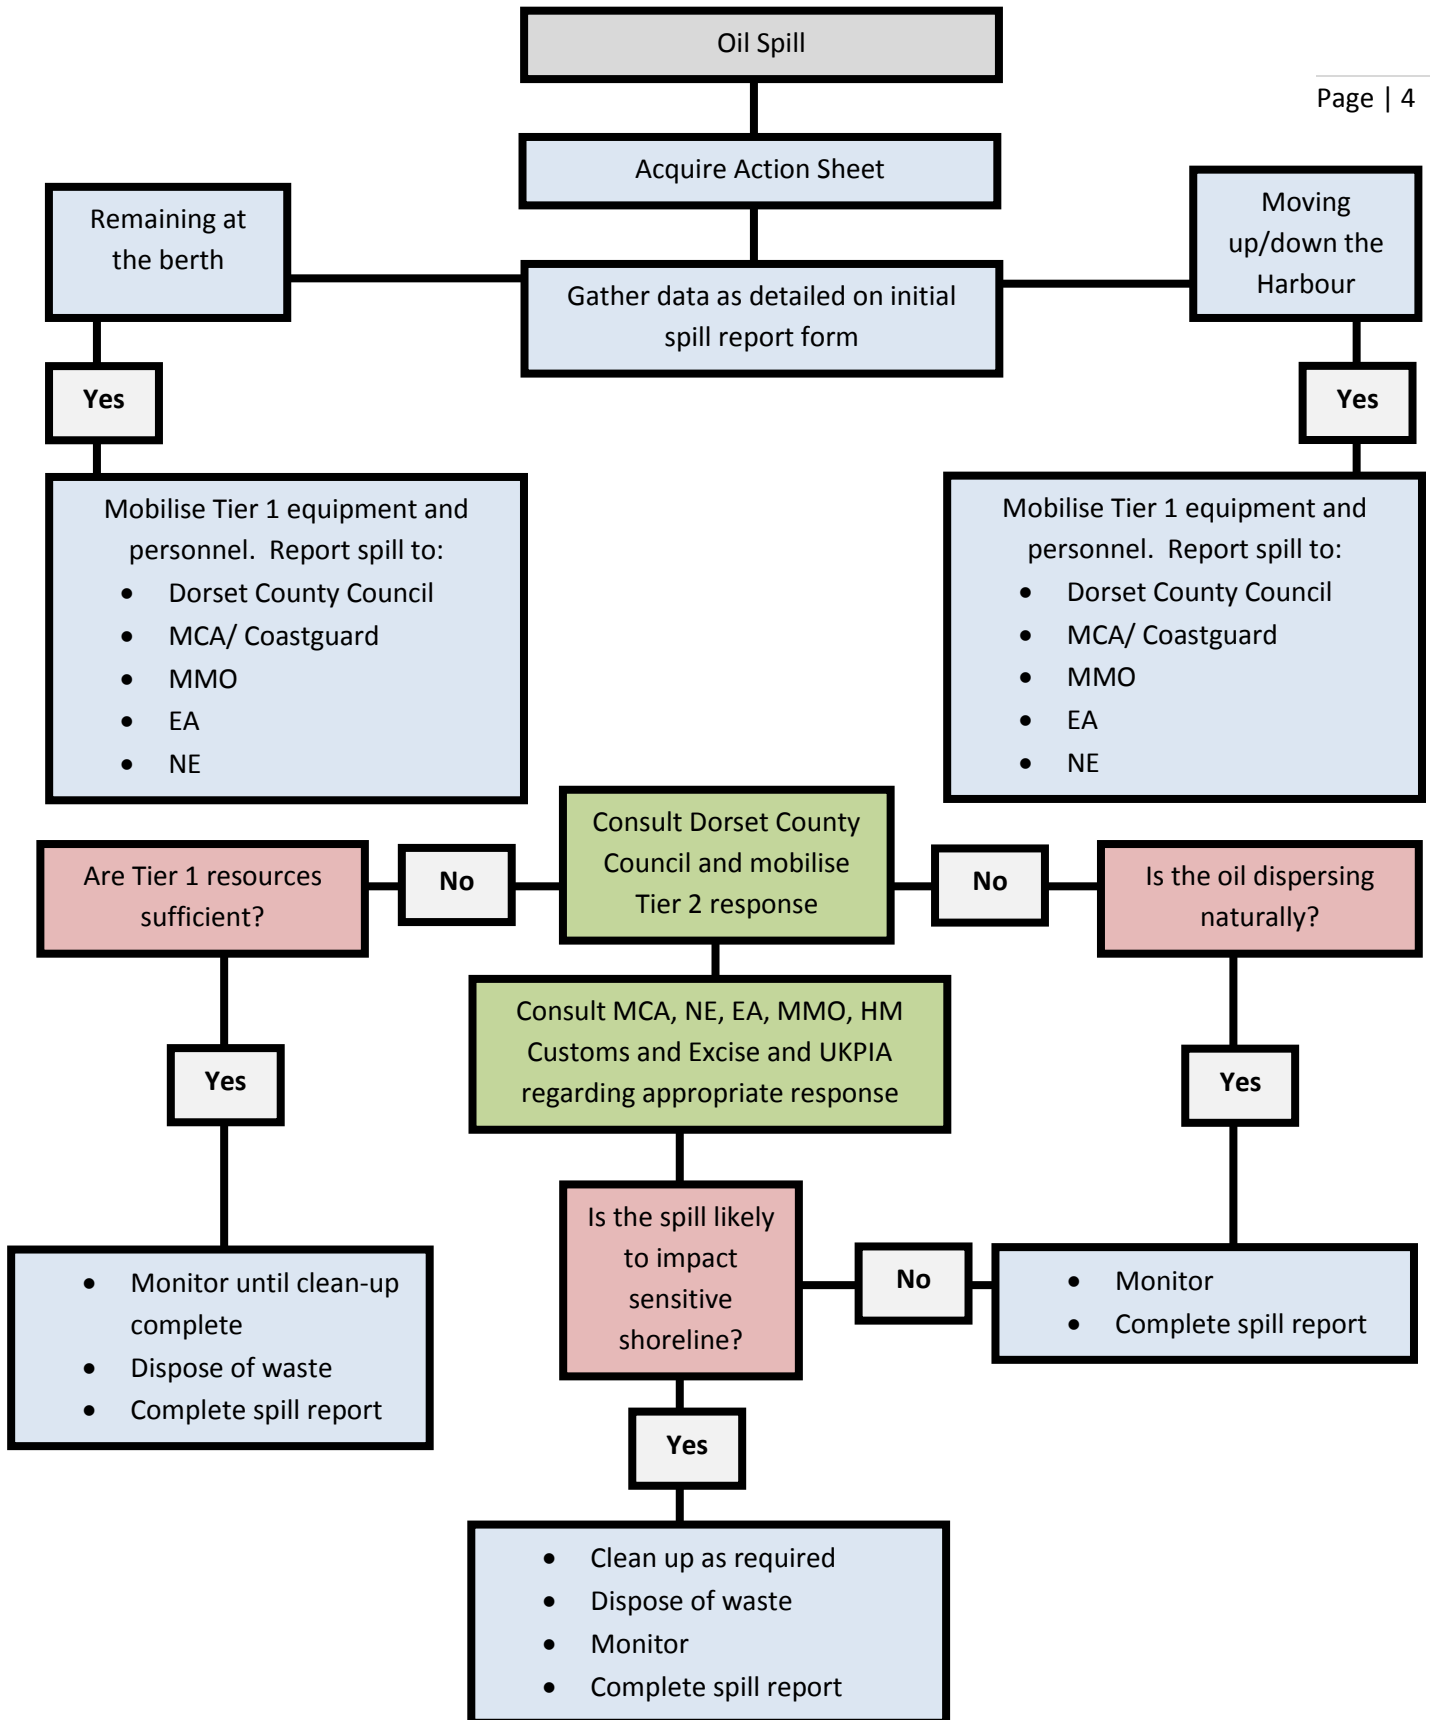 Oil Spill
Page | 4
Acquire Action Sheet
Remaining at
the berth
Moving
up/down the
Harbour
Gather data as detailed on initial
spill report form
Yes
Yes
Mobilise Tier 1 equipment and
personnel.  Report spill to:
• Dorset County Council
• MCA/ Coastguard
• MMO
• EA
• NE
Mobilise Tier 1 equipment and
personnel.  Report spill to:
• Dorset County Council
• MCA/ Coastguard
• MMO
• EA
• NE
Consult Dorset County
Council and mobilise
Tier 2 response
Are Tier 1 resources
sufficient?
No
No
Is the oil dispersing
naturally?
Consult MCA, NE, EA, MMO, HM
Customs and Excise and UKPIA
regarding appropriate response
Yes
Yes
Is the spill likely
to impact
sensitive
shoreline?
No
• Monitor
• Complete spill report
• Monitor until clean-up
complete
• Dispose of waste
• Complete spill report
Yes
• Clean up as required
• Dispose of waste
• Monitor
• Complete spill report